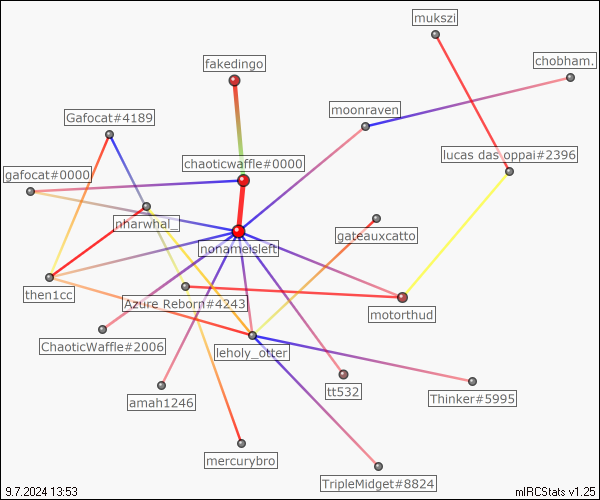 mukszi
chobham.
fakedingo
moonraven
Gafocat#4189
lucas das oppai#2396
chaoticwaffle#0000
gafocat#0000
nharwhal_
gateauxcatto
nonameisleft
then1cc
Azure_Reborn#4243
motorthud
ChaoticWaffle#2006
leholy_otter
tt532
Thinker#5995
amah1246
mercurybro
TripleMidget#8824
9.7.2024 13:53
mIRCStats v1.25